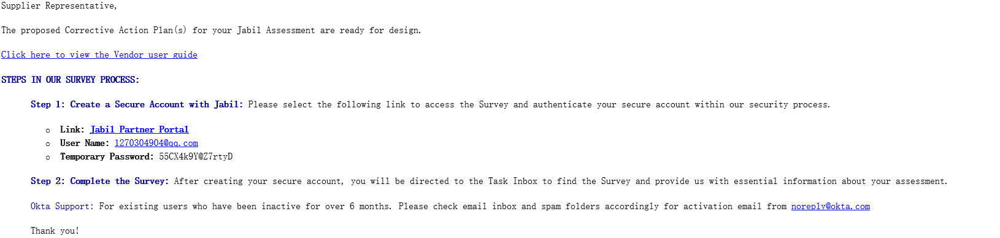 Supplier Representative,
The proposed Corrective Action Plan(s) for your Jabil Assessment are ready for design.
Click here to view the Vendor user guide
STEPS IN OUR SURVEY PROCESS:
Step 1: Create a Secure Account with Jabil: Please select the following link to access the Survey and authenticate your secure account within our security process.
o Link: Jabil Partner Portal
o User Name: 1270304904@qq.com
o Temporary Password: 55CX4k9Y@Z7rtyD
Step 2: Complete the Survey: After creating your secure account, you will be directed to the Task Inbox to find the Survey and provide us with essential information about your assessment.
Okta Support: For existing users who have been inactive for over 6 months. Please check email inbox and spam folders accordingly for activation email from noreply@okta.com
Thank you!